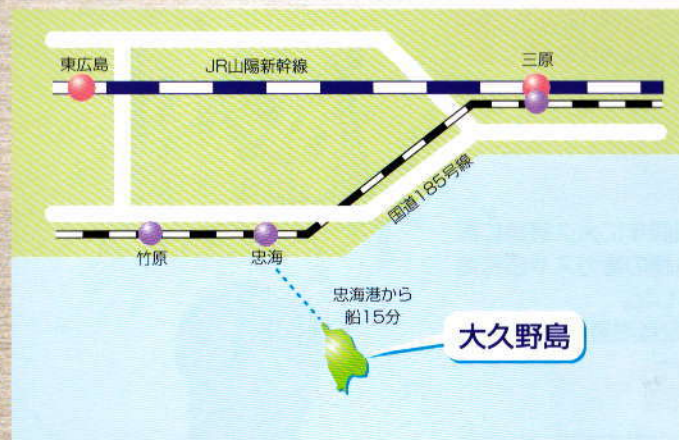 東広島
JR山陽新幹線
三原
国道185号線
竹原
忠海
忠海港から
船15分
大久野島